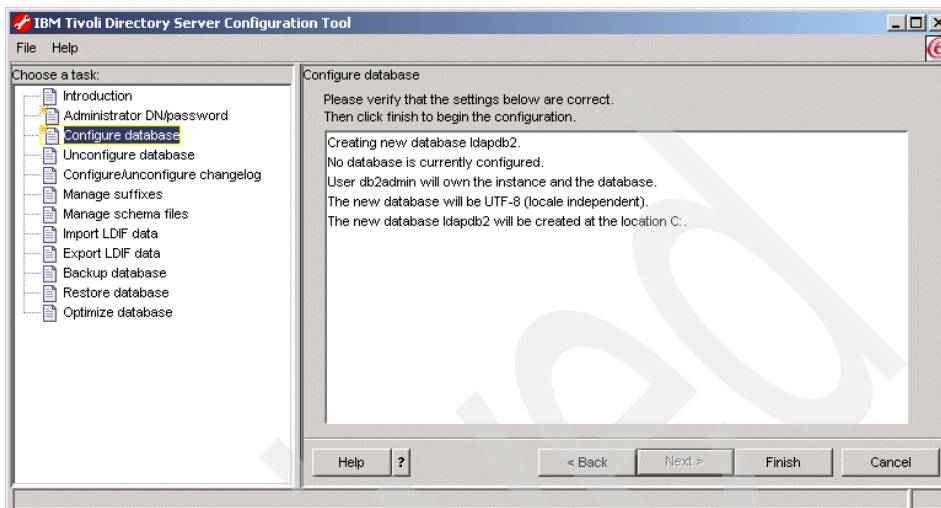 IBM Tivoli Directory Server Configuration Tool
File Help
Choose a task:
Introduction
Administrator DN/password
Configure database
Unconfigure database
Configure/unconfigure changelog
Manage suffixes
Manage schema files
Import LDIF data
Export LDIF data
Backup database
Restore database
Optimize database
Configure database
Please verify that the settings below are correct.
Then click finish to begin the configuration.
Creating new database ldapdb2.
No database is currently configured.
User db2admin will own the instance and the database.
The new database will be UTF-8 (locale independent).
The new database ldapdb2 will be created at the location C:.
Help ? < Back Next > Finish Cancel